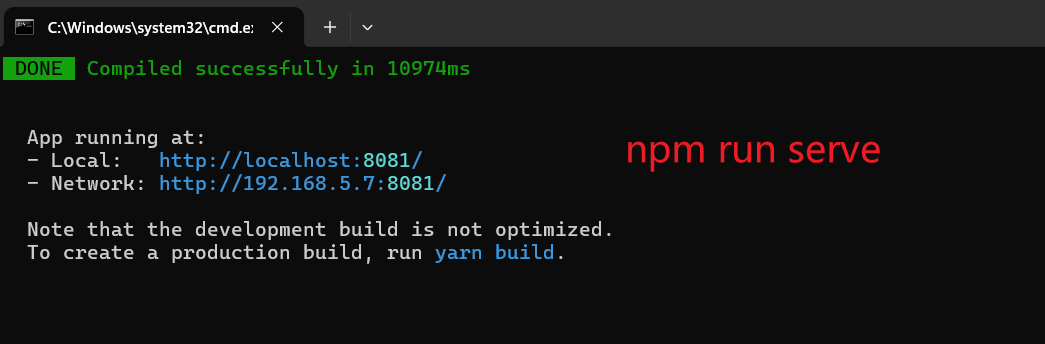 C:\Windows\system32\cmd.ex
DONE Compiled successfully in 10974ms
App running at:
- Local: http://localhost:8081/
npm run serve
- Network: http://192.168.5.7:8081/
Note that the development build is not optimized.
To create a production build, run yarn build.